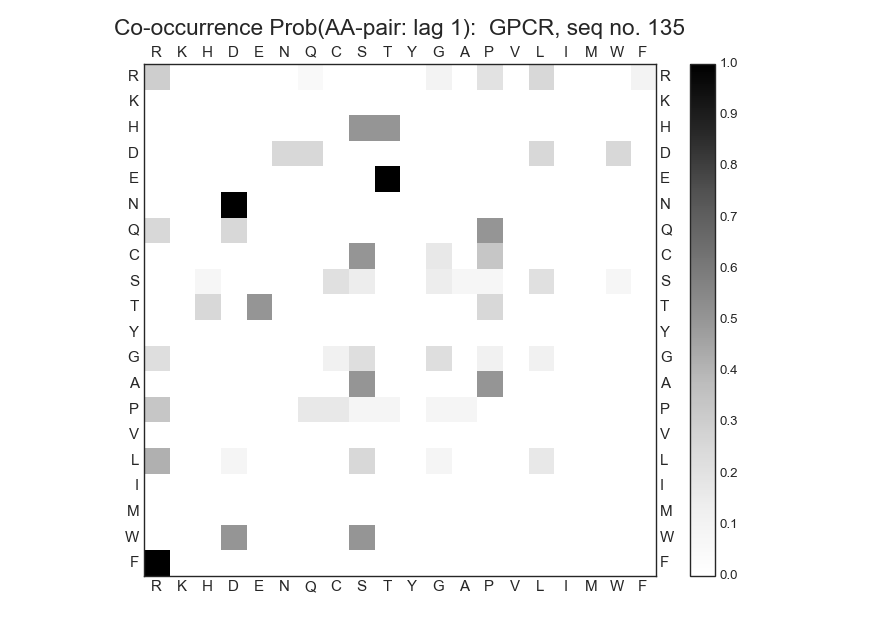 Co-occurrence Prob(AA-pair: lag 1):  GPCR, seq no. 135
R K H D E N Q C S T Y G A P V L I M W F
R R 1.0
K K
H H 0.9
D D
E E 0.8
N N 0.7
Q Q
C C 0.6
S S
T T 0.5
Y Y
G G 0.4
A A
P P 0.3
V V
L L 0.2
I I
M M 0.1
W W
F F 0.0
R K H D E N Q C S T Y G A P V L I M W F